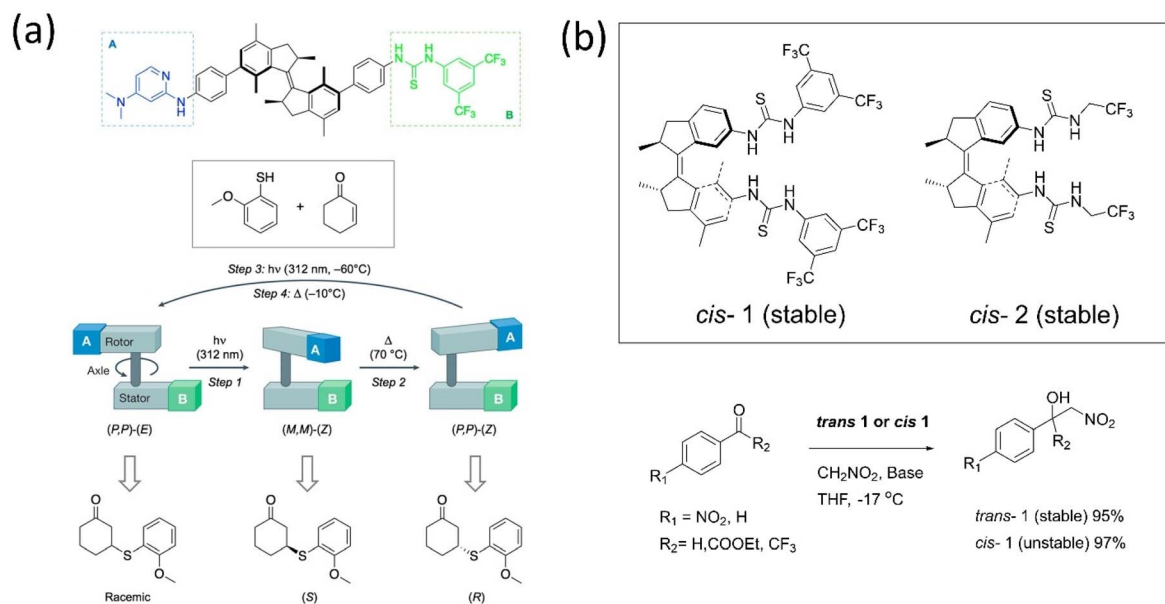 (a)
A
N
N
N
H
H
N
H
N
S
CF3
CF3
B
SH
O
+
O
Step 3: hν (312 nm, –60°C)
Step 4: Δ (–10°C)
A
Rotor
Axle
Stator
B
hν
(312 nm)
Step 1
A
B
Δ
(70 °C)
Step 2
A
B
(P,P)-(E)
(M,M)-(Z)
(P,P)-(Z)
O
S
O
Racemic
O
S
O
(S)
O
S
O
(R)
(b)
F3C
CF3
S
N
H
N
H
H
N
H
N
S
CF3
F3C
cis- 1 (stable)
S
N
H
N
H
CF3
H
N
H
N
S
CF3
cis- 2 (stable)
O
R2
R1
R1 = NO2, H
R2= H,COOEt, CF3
trans 1 or cis 1
CH2NO2, Base
THF, -17 °C
OH
NO2
R2
R1
trans- 1 (stable) 95%
cis- 1 (unstable) 97%